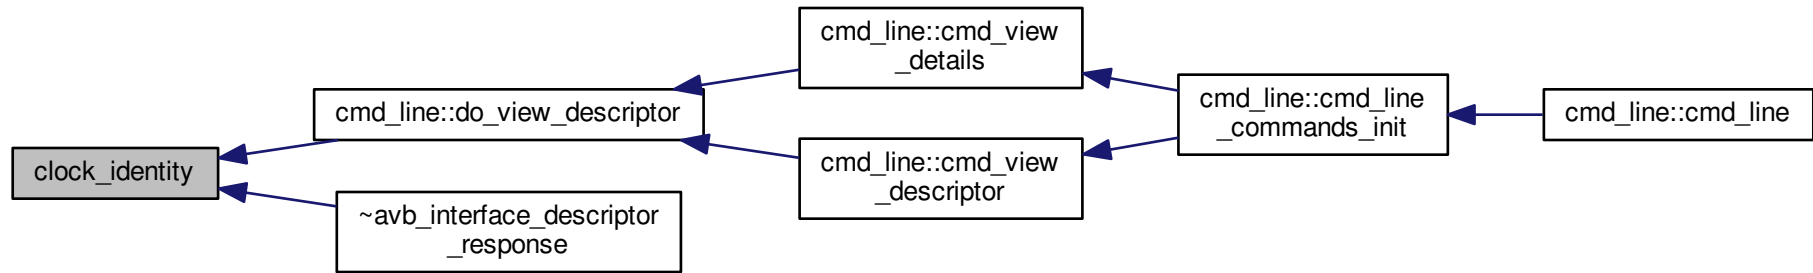 clock_identity
cmd_line::do_view_descriptor
~avb_interface_descriptor
_response
cmd_line::cmd_view
_details
cmd_line::cmd_view
_descriptor
cmd_line::cmd_line
_commands_init
cmd_line::cmd_line